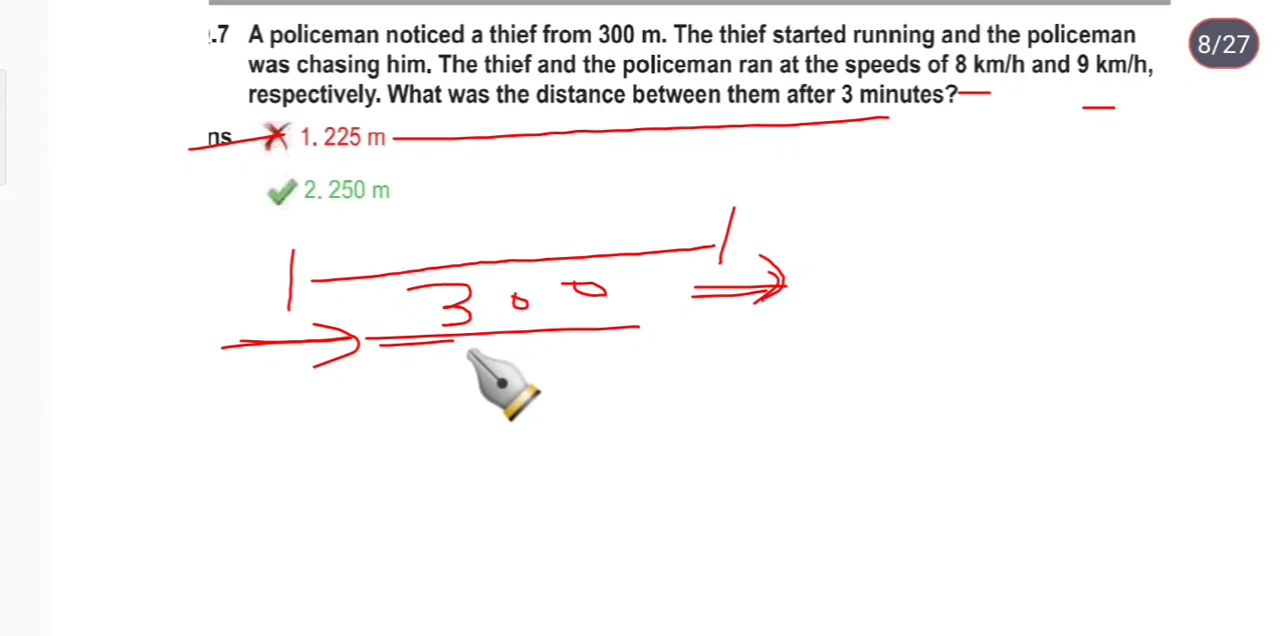 .7 A policeman noticed a thief from 300 m. The thief started running and the policeman
8/27
was chasing him. The thief and the policeman ran at the speeds of 8 km/h and 9 km/h,
respectively. What was the distance between them after 3 minutes?
ns
1. 225 m
2. 250 m
300